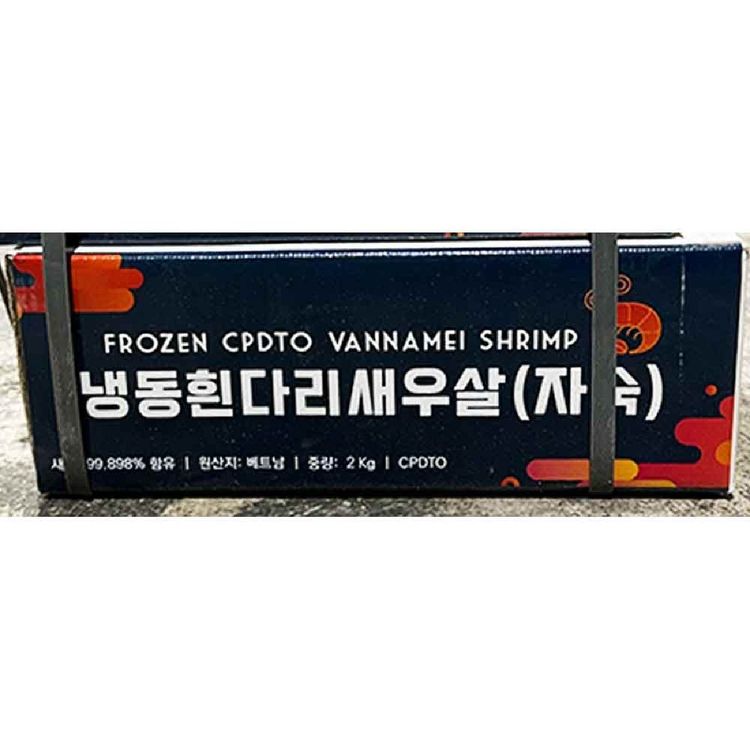 FROZEN CPDTO VANNAMEI SHRIMP
냉동흰다리새우살(자숙)
99,898% 함유 | 원산지: 베트남 | 중량: 2 Kg | CPDTO